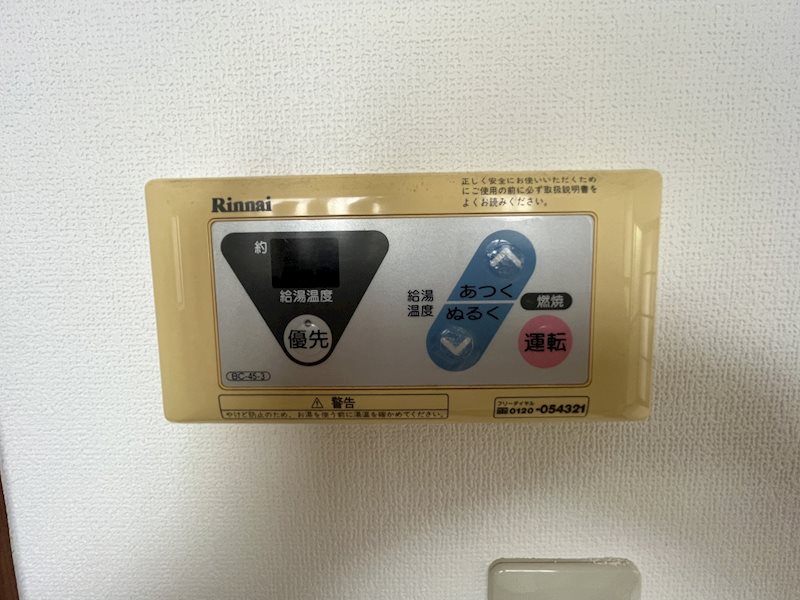 正しく安全にお使いいただくため
にご使用の前に必ず取扱説明書を
よくお読みください。
Rinnai
約
給湯温度
優先
BC-45-3
給湯
温度
あつく
ぬるく
燃焼
運転
⚠ 警告
やけど防止のため、お湯を使う前に湯温を確かめてください。
フリーダイヤル
0120-054321